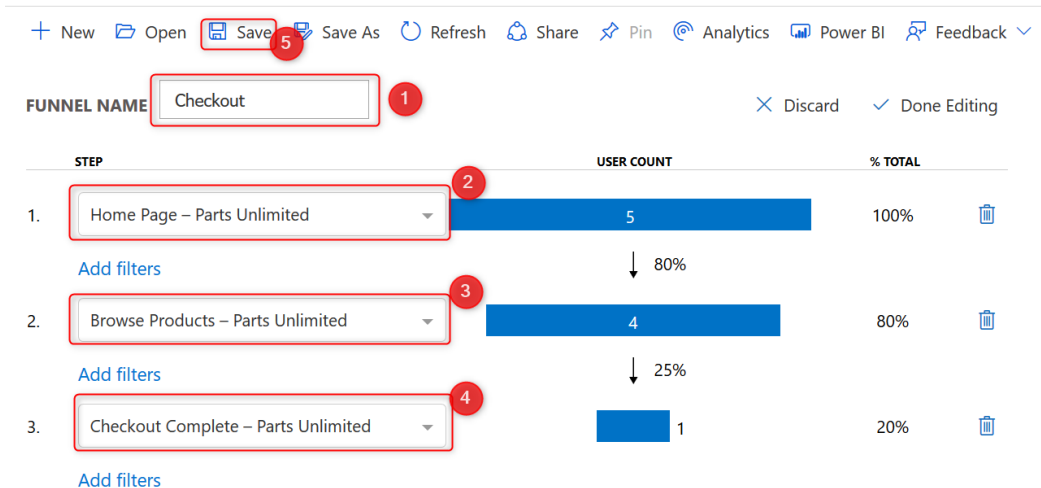 New Open Save Save As Refresh Share Pin Analytics Power BI Feedback
5
FUNNEL NAME Checkout 1 Discard Done Editing
STEP USER COUNT % TOTAL
2
1. Home Page – Parts Unlimited 5 100%
Add filters 80%
3
2. Browse Products – Parts Unlimited 4 80%
Add filters 25%
4
3. Checkout Complete – Parts Unlimited 1 20%
Add filters